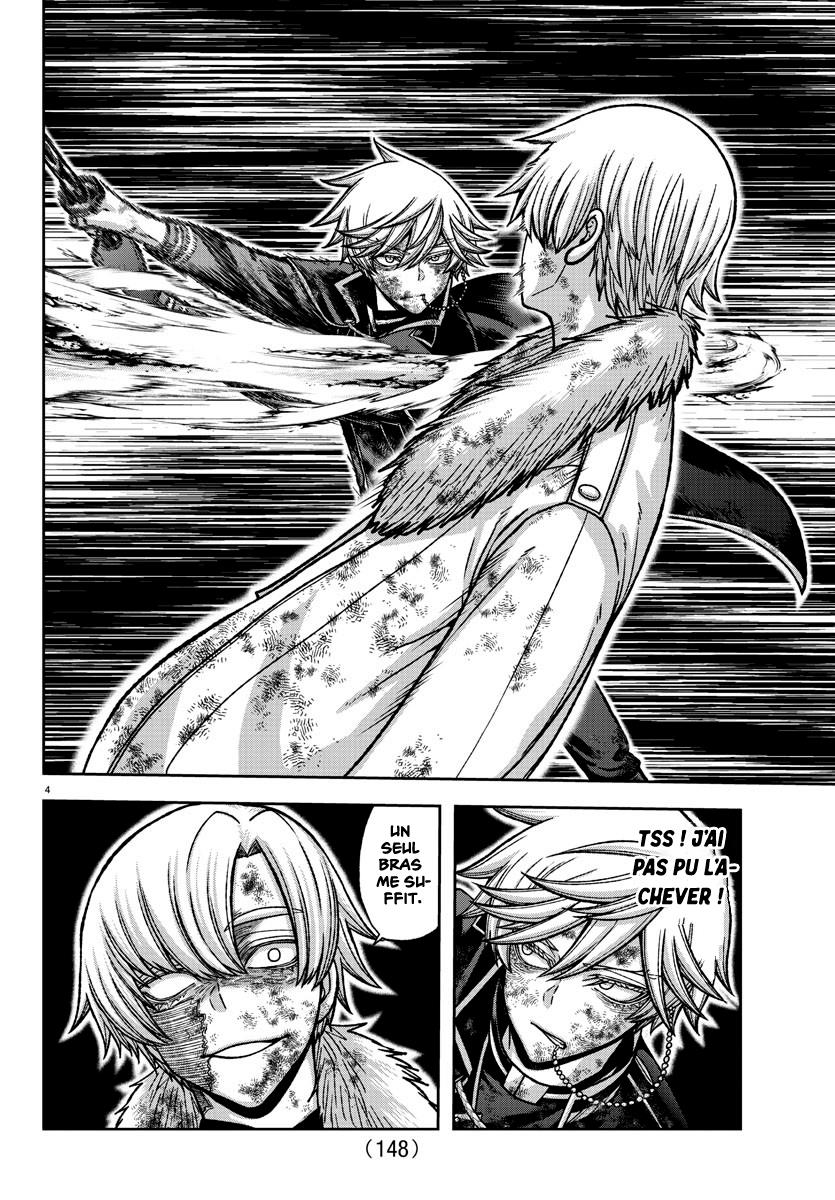 4
TSS ! J'AI
PAS PU L'A-
CHEVER !
UN
SEUL
BRAS
ME SU-
FFIT.
(148)